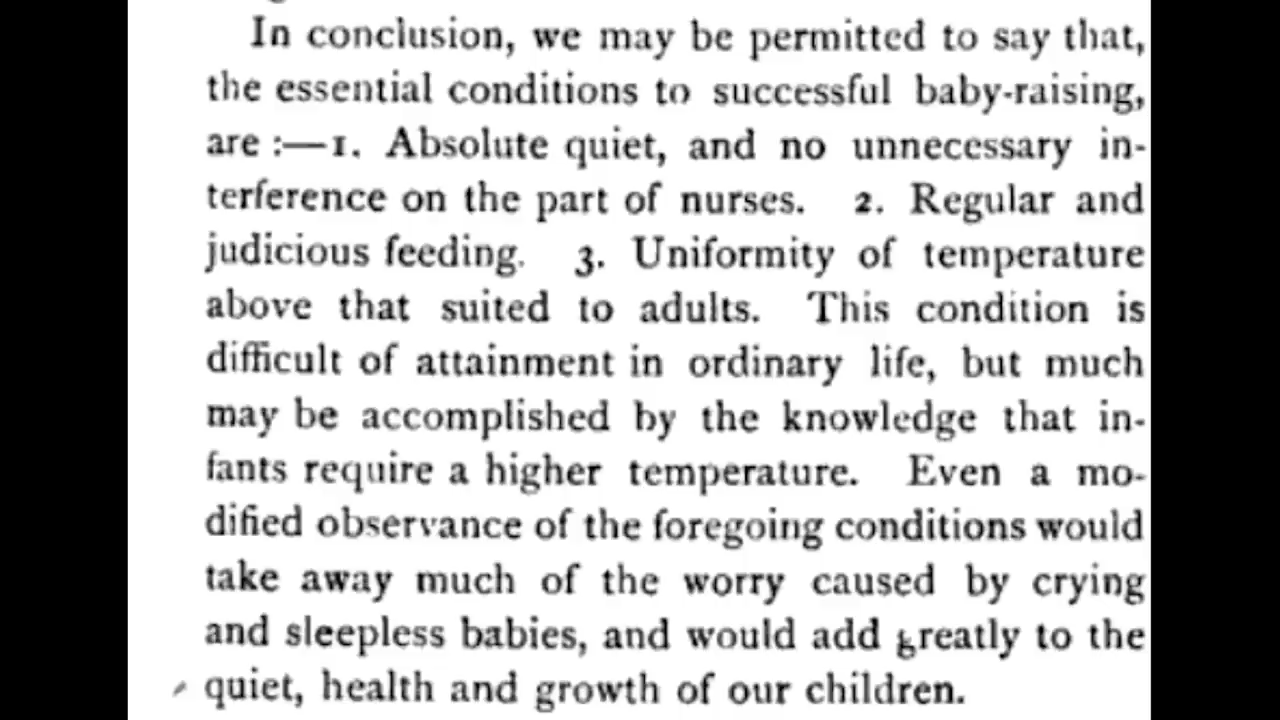 In conclusion, we may be permitted to say that,
the essential conditions to successful baby-raising,
are :—1. Absolute quiet, and no unnecessary in-
terference on the part of nurses. 2. Regular and
judicious feeding. 3. Uniformity of temperature
above that suited to adults. This condition is
difficult of attainment in ordinary life, but much
may be accomplished by the knowledge that in-
fants require a higher temperature. Even a mo-
dified observance of the foregoing conditions would
take away much of the worry caused by crying
and sleepless babies, and would add greatly to the
quiet, health and growth of our children.